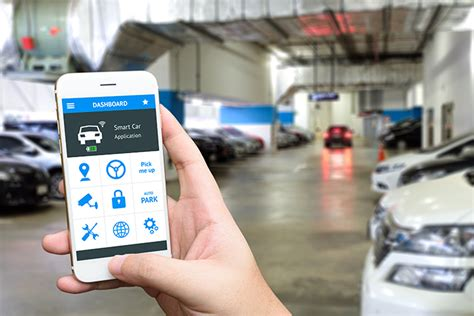 DASHBOARD
Smart Car
Application
Pick
me up
AUTO
PARK